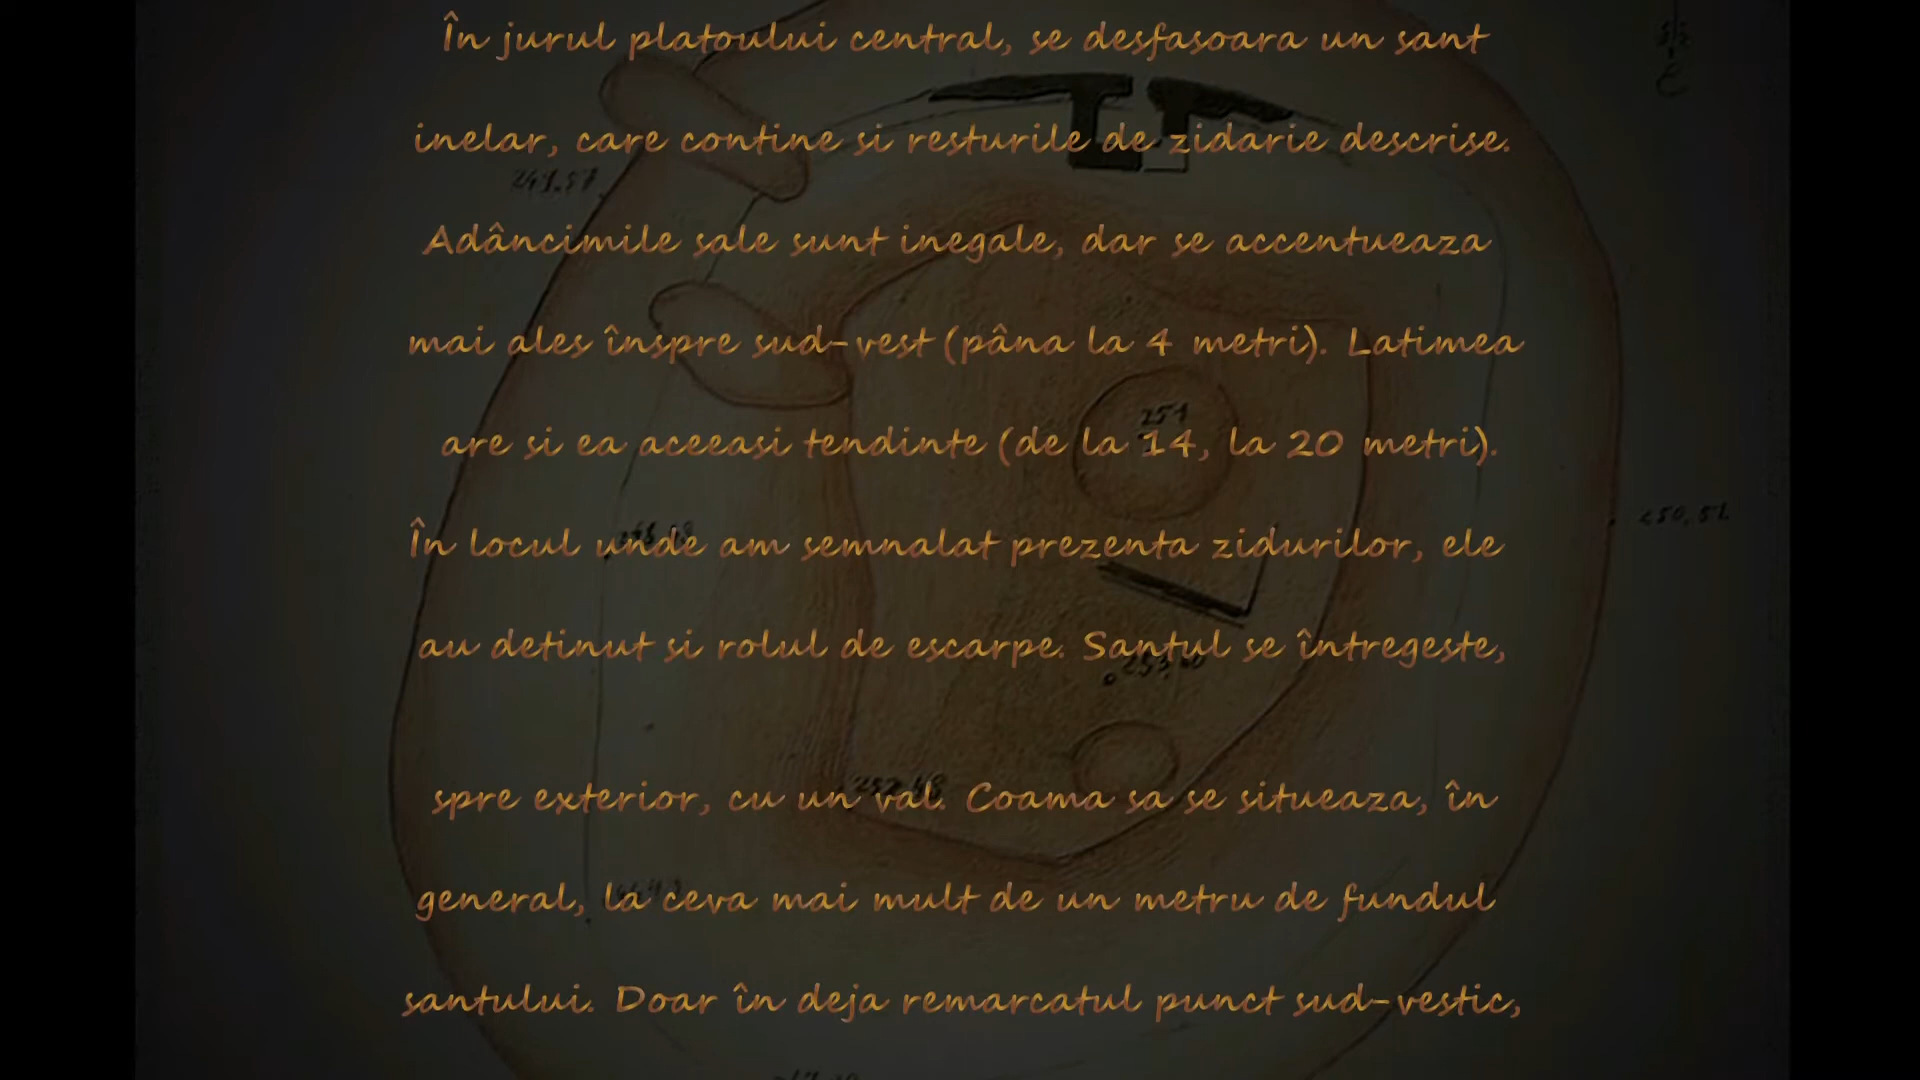 În jurul platoului central, se desfasoara un sant
inelar, care contine si resturile de zidarie descrise.
249.57
Adâncimile sale sunt inegale, dar se accentueaza
mai ales înspre sud-vest (pâna la 4 metri). Latimea
251
are si ea aceeasi tendinte (de la 14, la 20 metri).
În locul unde am semnalat prezenta zidurilor, ele
au detinut si rolul de escarpe. Santul se întregeste,
spre exterior, cu un val. Coama sa se situeaza, în
general, la ceva mai mult de un metru de fundul
santului. Doar în deja remarcatul punct sud-vestic,